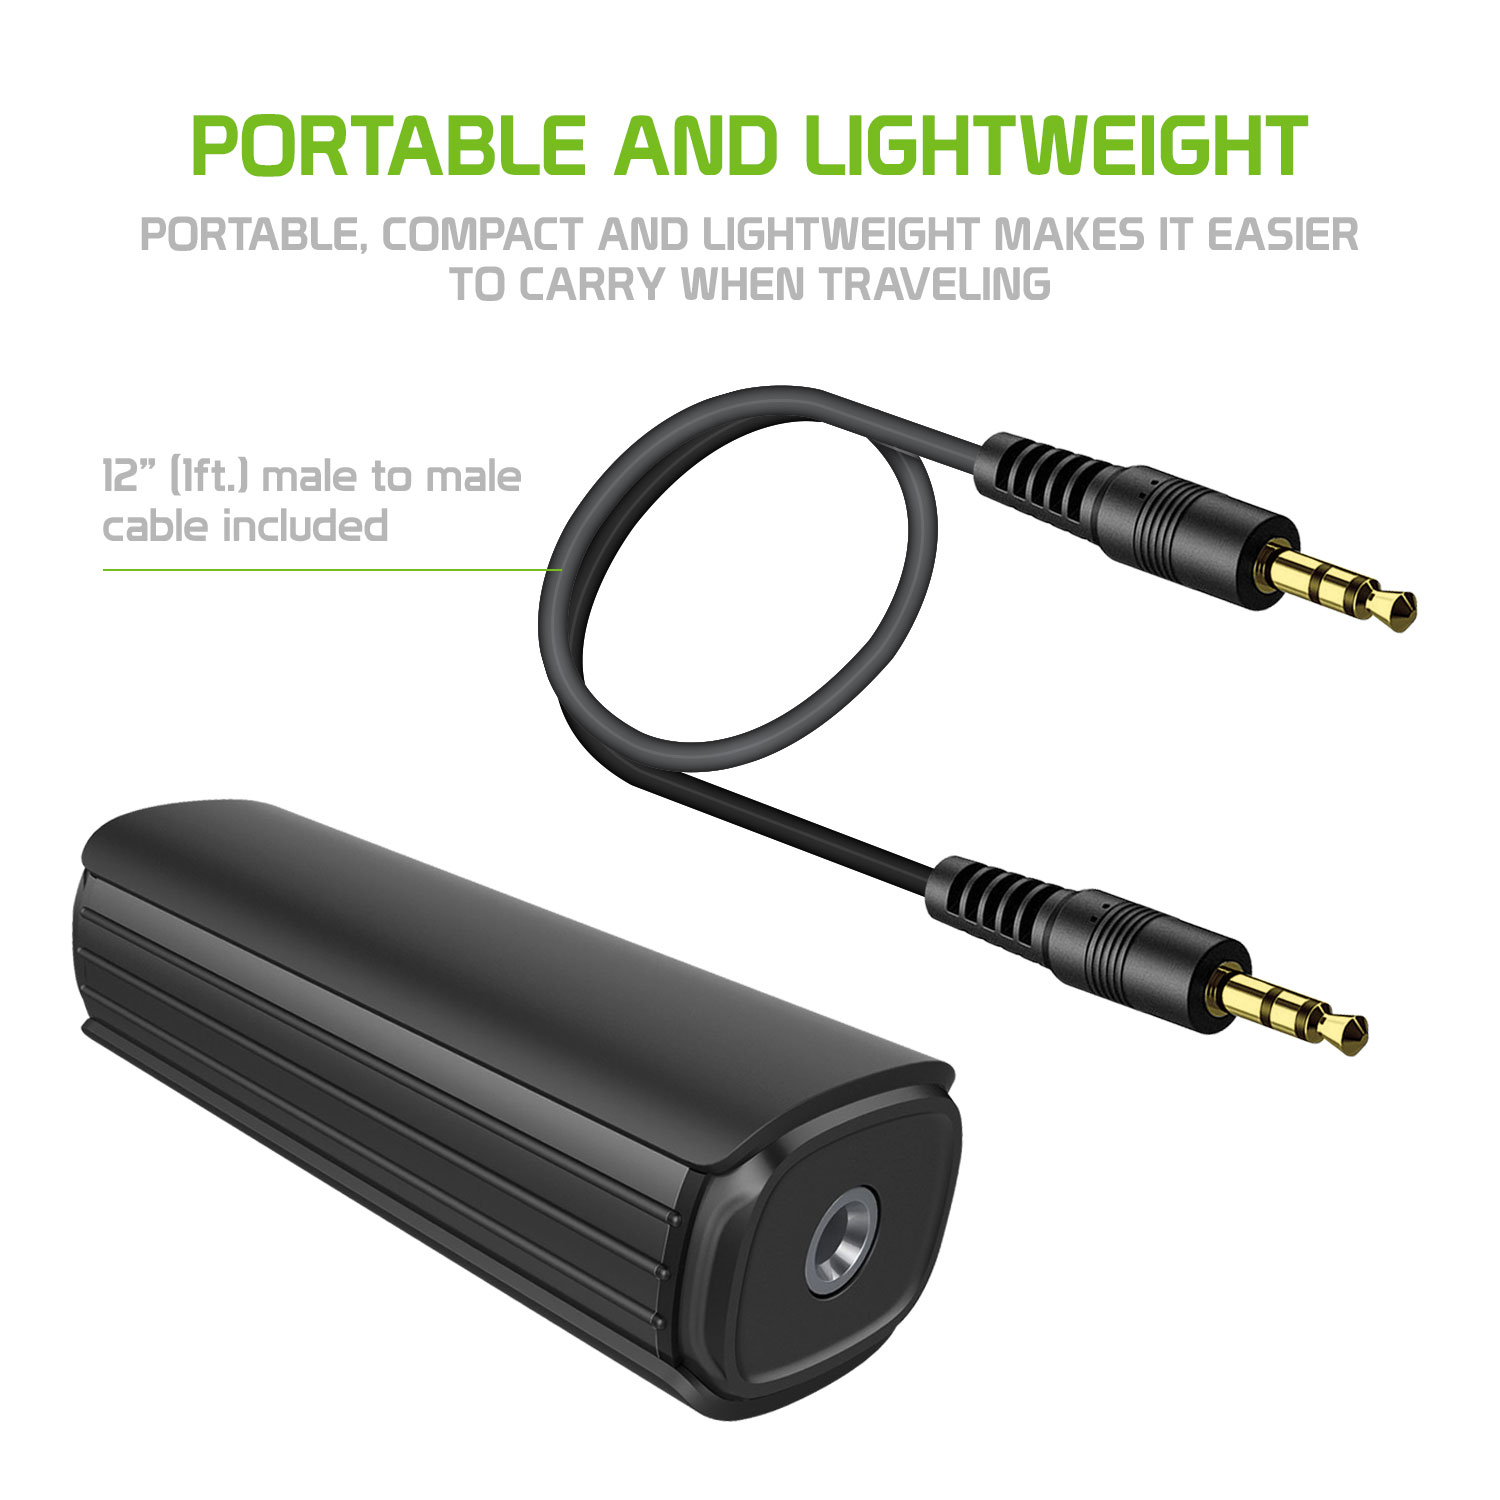 PORTABLE AND LIGHTWEIGHT
PORTABLE, COMPACT AND LIGHTWEIGHT MAKES IT EASIER
TO CARRY WHEN TRAVELING
12” (1ft.) male to male
cable included